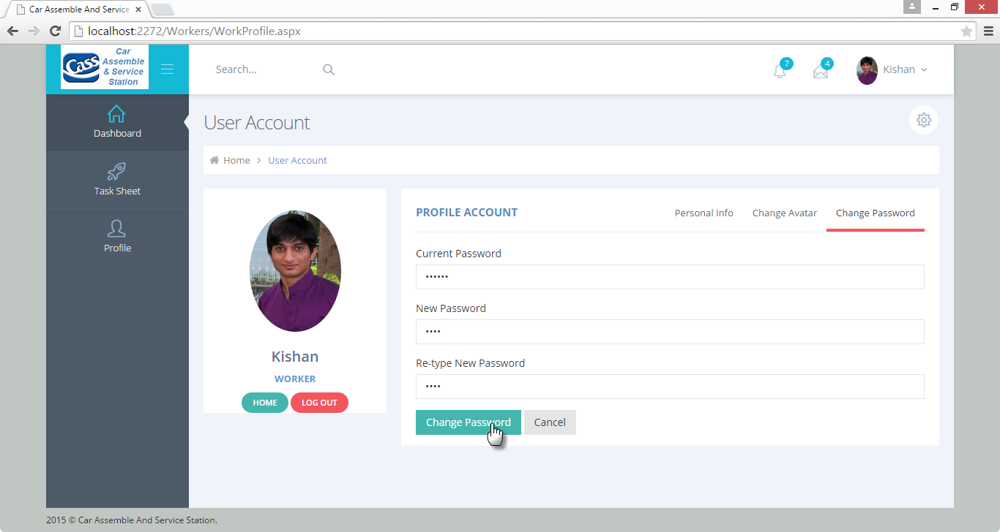 Car Assemble And Service
localhost:2272/Workers/WorkProfile.aspx
Cass
Car
Assemble
& Service
Station
Search...
7
4
Kishan
Dashboard
Task Sheet
Profile
User Account
Home > User Account
Kishan
WORKER
HOME
LOG OUT
PROFILE ACCOUNT
Personal Info
Change Avatar
Change Password
Current Password
••••••
New Password
••••
Re-type New Password
••••
Change Password
Cancel
2015 © Car Assemble And Service Station.